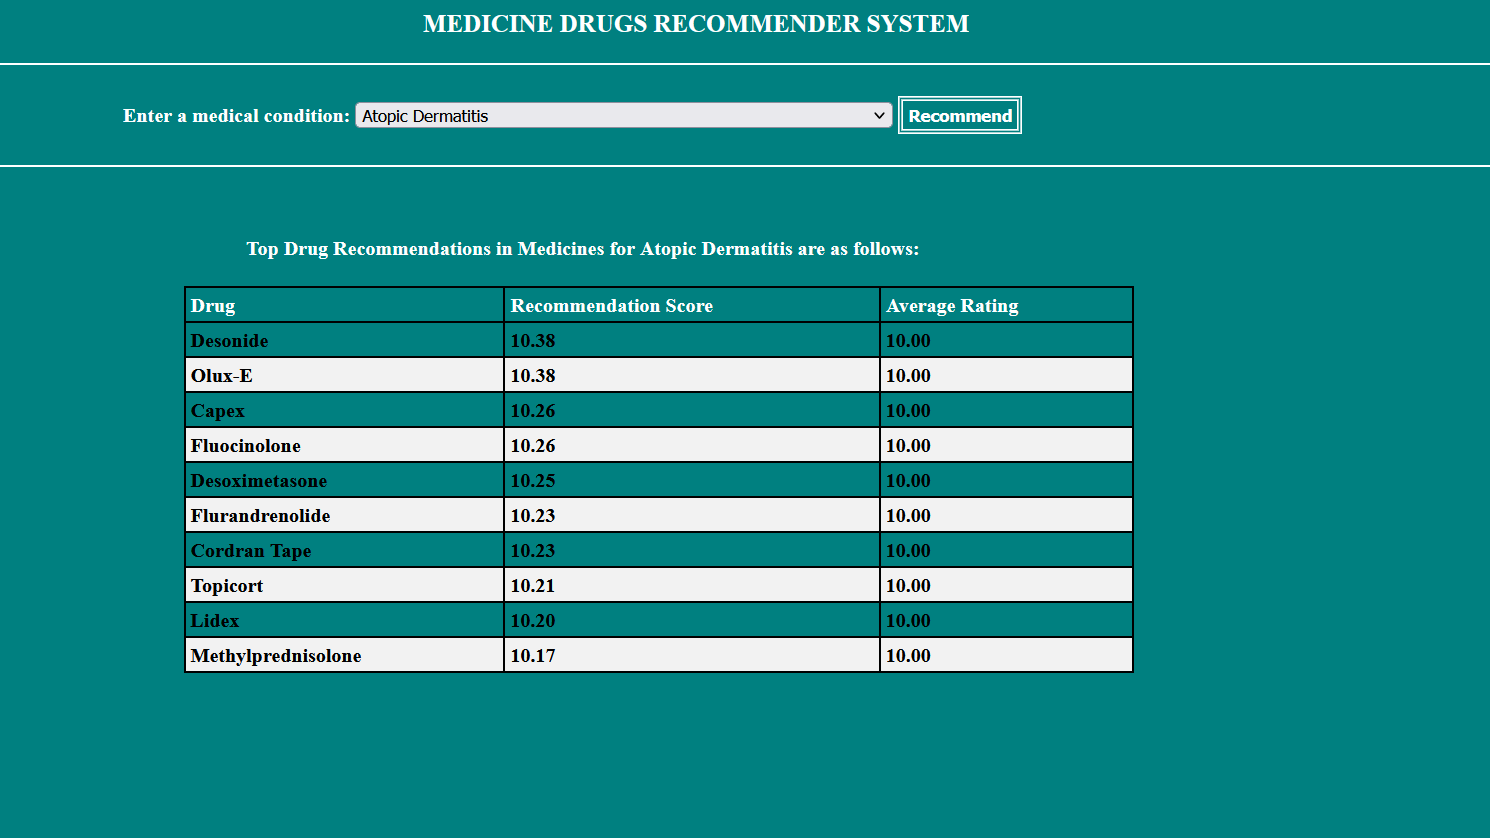 MEDICINE DRUGS RECOMMENDER SYSTEM
Enter a medical condition: Atopic Dermatitis Recommend
Top Drug Recommendations in Medicines for Atopic Dermatitis are as follows:
Drug Recommendation Score Average Rating
Desonide 10.38 10.00
Olux-E 10.38 10.00
Capex 10.26 10.00
Fluocinolone 10.26 10.00
Desoximetasone 10.25 10.00
Flurandrenolide 10.23 10.00
Cordran Tape 10.23 10.00
Topicort 10.21 10.00
Lidex 10.20 10.00
Methylprednisolone 10.17 10.00